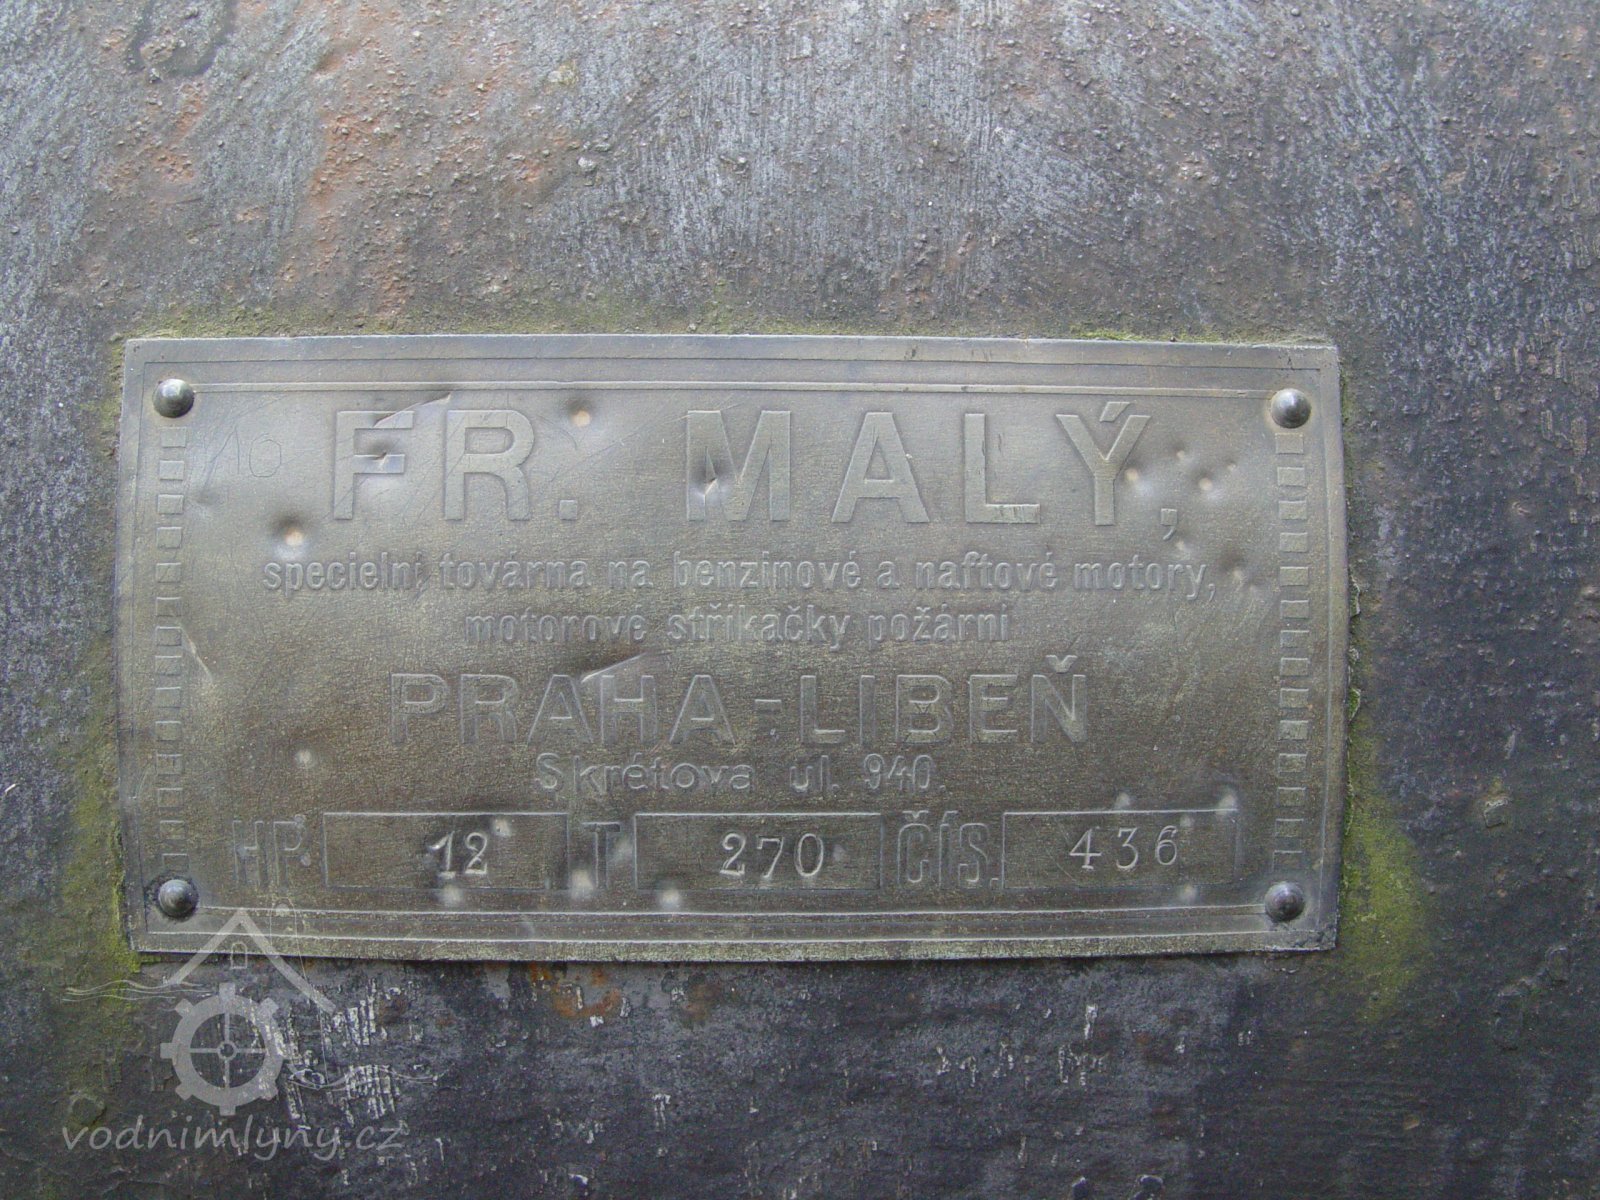 10
FR. MALÝ,
specielní továrna na benzinové a naftové motory,
motorové stříkačky požární
PRAHA-LIBEŇ
Skrétova ul. 940.
HP. 12 T 270 ČÍS. 436
vodnimlyny.cz